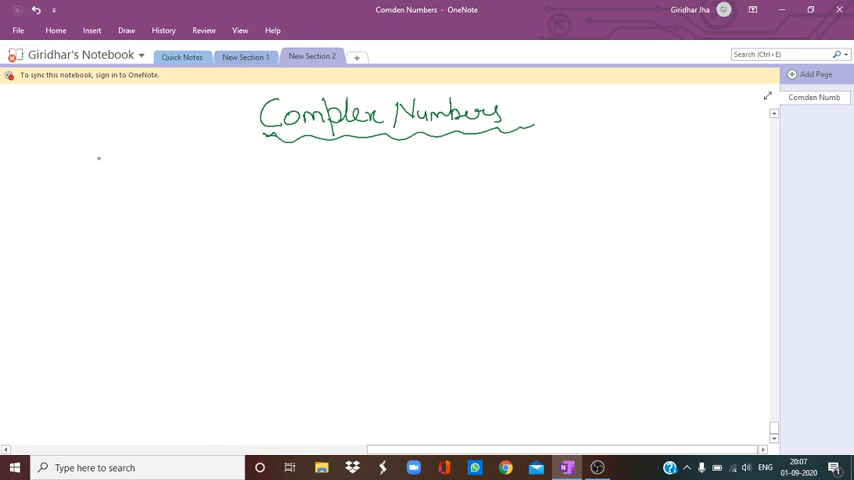 Comden Numbers - OneNote
Giridhar Jha
GJ
File Home Insert Draw History Review View Help
Giridhar's Notebook
Quick Notes
New Section 1
New Section 2
Search (Ctrl+E)
To sync this notebook, sign in to OneNote.
Add Page
Complex Numbers
Comden Numb
Type here to search
ENG
20:07
01-09-2020
1